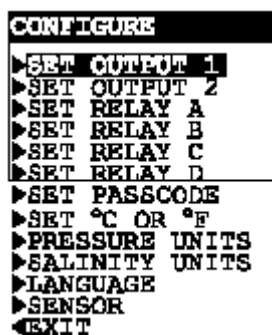 CONFIGURE
SET OUTPUT 1
SET OUTPUT 2
SET RELAY A
SET RELAY B
SET RELAY C
SET RELAY D
SET PASSCODE
SET °C OR °F
PRESSURE UNITS
SALINITY UNITS
LANGUAGE
SENSOR
EXIT